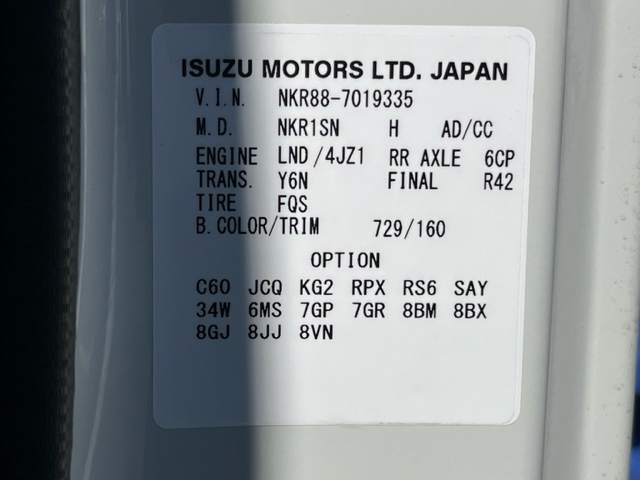 ISUZU MOTORS LTD. JAPAN
V.I.N. NKR88-7019335
M.D. NKR1SN H AD/CC
ENGINE LND/4JZ1 RR AXLE 6CP
TRANS. Y6N FINAL R42
TIRE FQS
B.COLOR/TRIM 729/160
OPTION
C60 JCQ KG2 RPX RS6 SAY
34W 6MS 7GP 7GR 8BM 8BX
8GJ 8JJ 8VN